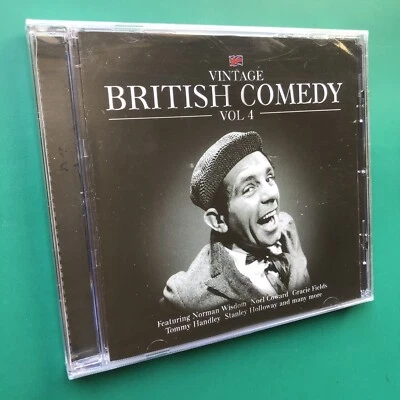 VINTAGE
BRITISH COMEDY
VOL 4
Featuring Norman Wisdom Noel Coward Gracie Fields
Tommy Handley Stanley Holloway and many more